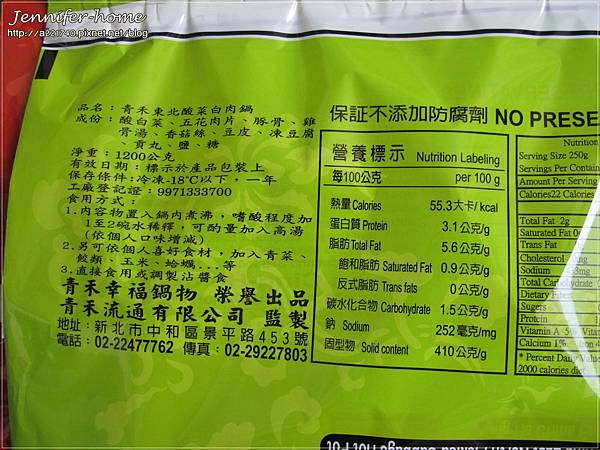 Jennifer-home
http://a221740.pixnet.net/blog
品名：青禾東北酸菜白肉鍋
成份：酸白菜、五花肉片、豚骨、雞
骨湯、香菇絲、豆皮、凍豆腐
、貢丸、鹽、糖
淨重：1200公克
有效日期：標示於產品包裝上
保存條件:冷凍-18℃以下，一年
工廠登記證：9971333700
食用方式：
1.內容物置入鍋內煮沸，嗜酸程度加
1至2碗水稀釋，可酌量加入高湯
(依個人口味增減)
2.另可依個人喜好食材，加入青菜、
餃類、玉米、蛤蠣...等
3.直接食用或調製沾醬食
青禾幸福鍋物 榮譽出品
青禾流通有限公司 監製
地址：新北市中和區景平路453號
電話：02-22477762 傳真：02-29227803
保証不添加防腐劑 NO PRESE
營養標示 Nutrition Labeling
每100公克 per 100 g
熱量 Calories 55.3大卡/kcal
蛋白質 Protein 3.1公克/g
脂肪 Total Fat 5.6公克/g
飽和脂肪 Saturated Fat 0.9公克/g
反式脂肪 Trans fats 0公克/g
碳水化合物 Carbohydrate 1.5公克/g
鈉 Sodium 252毫克/mg
固型物 Solid content 410公克/g
Nutrition
Serving Size 250g
Servings Per Contain
Amount Per Serving
Calories22 Calories
Total Fat 2g
Saturated Fat 0
Trans Fat
Cholesterol
Sodium
Total Carbohydrate
Dietary Fiber
Sugers
Protein
Vitamin A 5% Vitam
Calcium 1% Iron 4
* Percent Daily Value
2000 calories diet